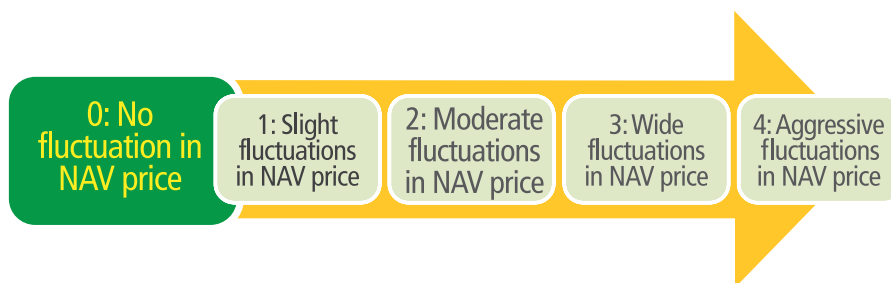 0: No
fluctuation in
NAV price
1: Slight
fluctuations
in NAV price
2: Moderate
fluctuations
in NAV price
3: Wide
fluctuations
in NAV price
4: Aggressive
fluctuations
in NAV price